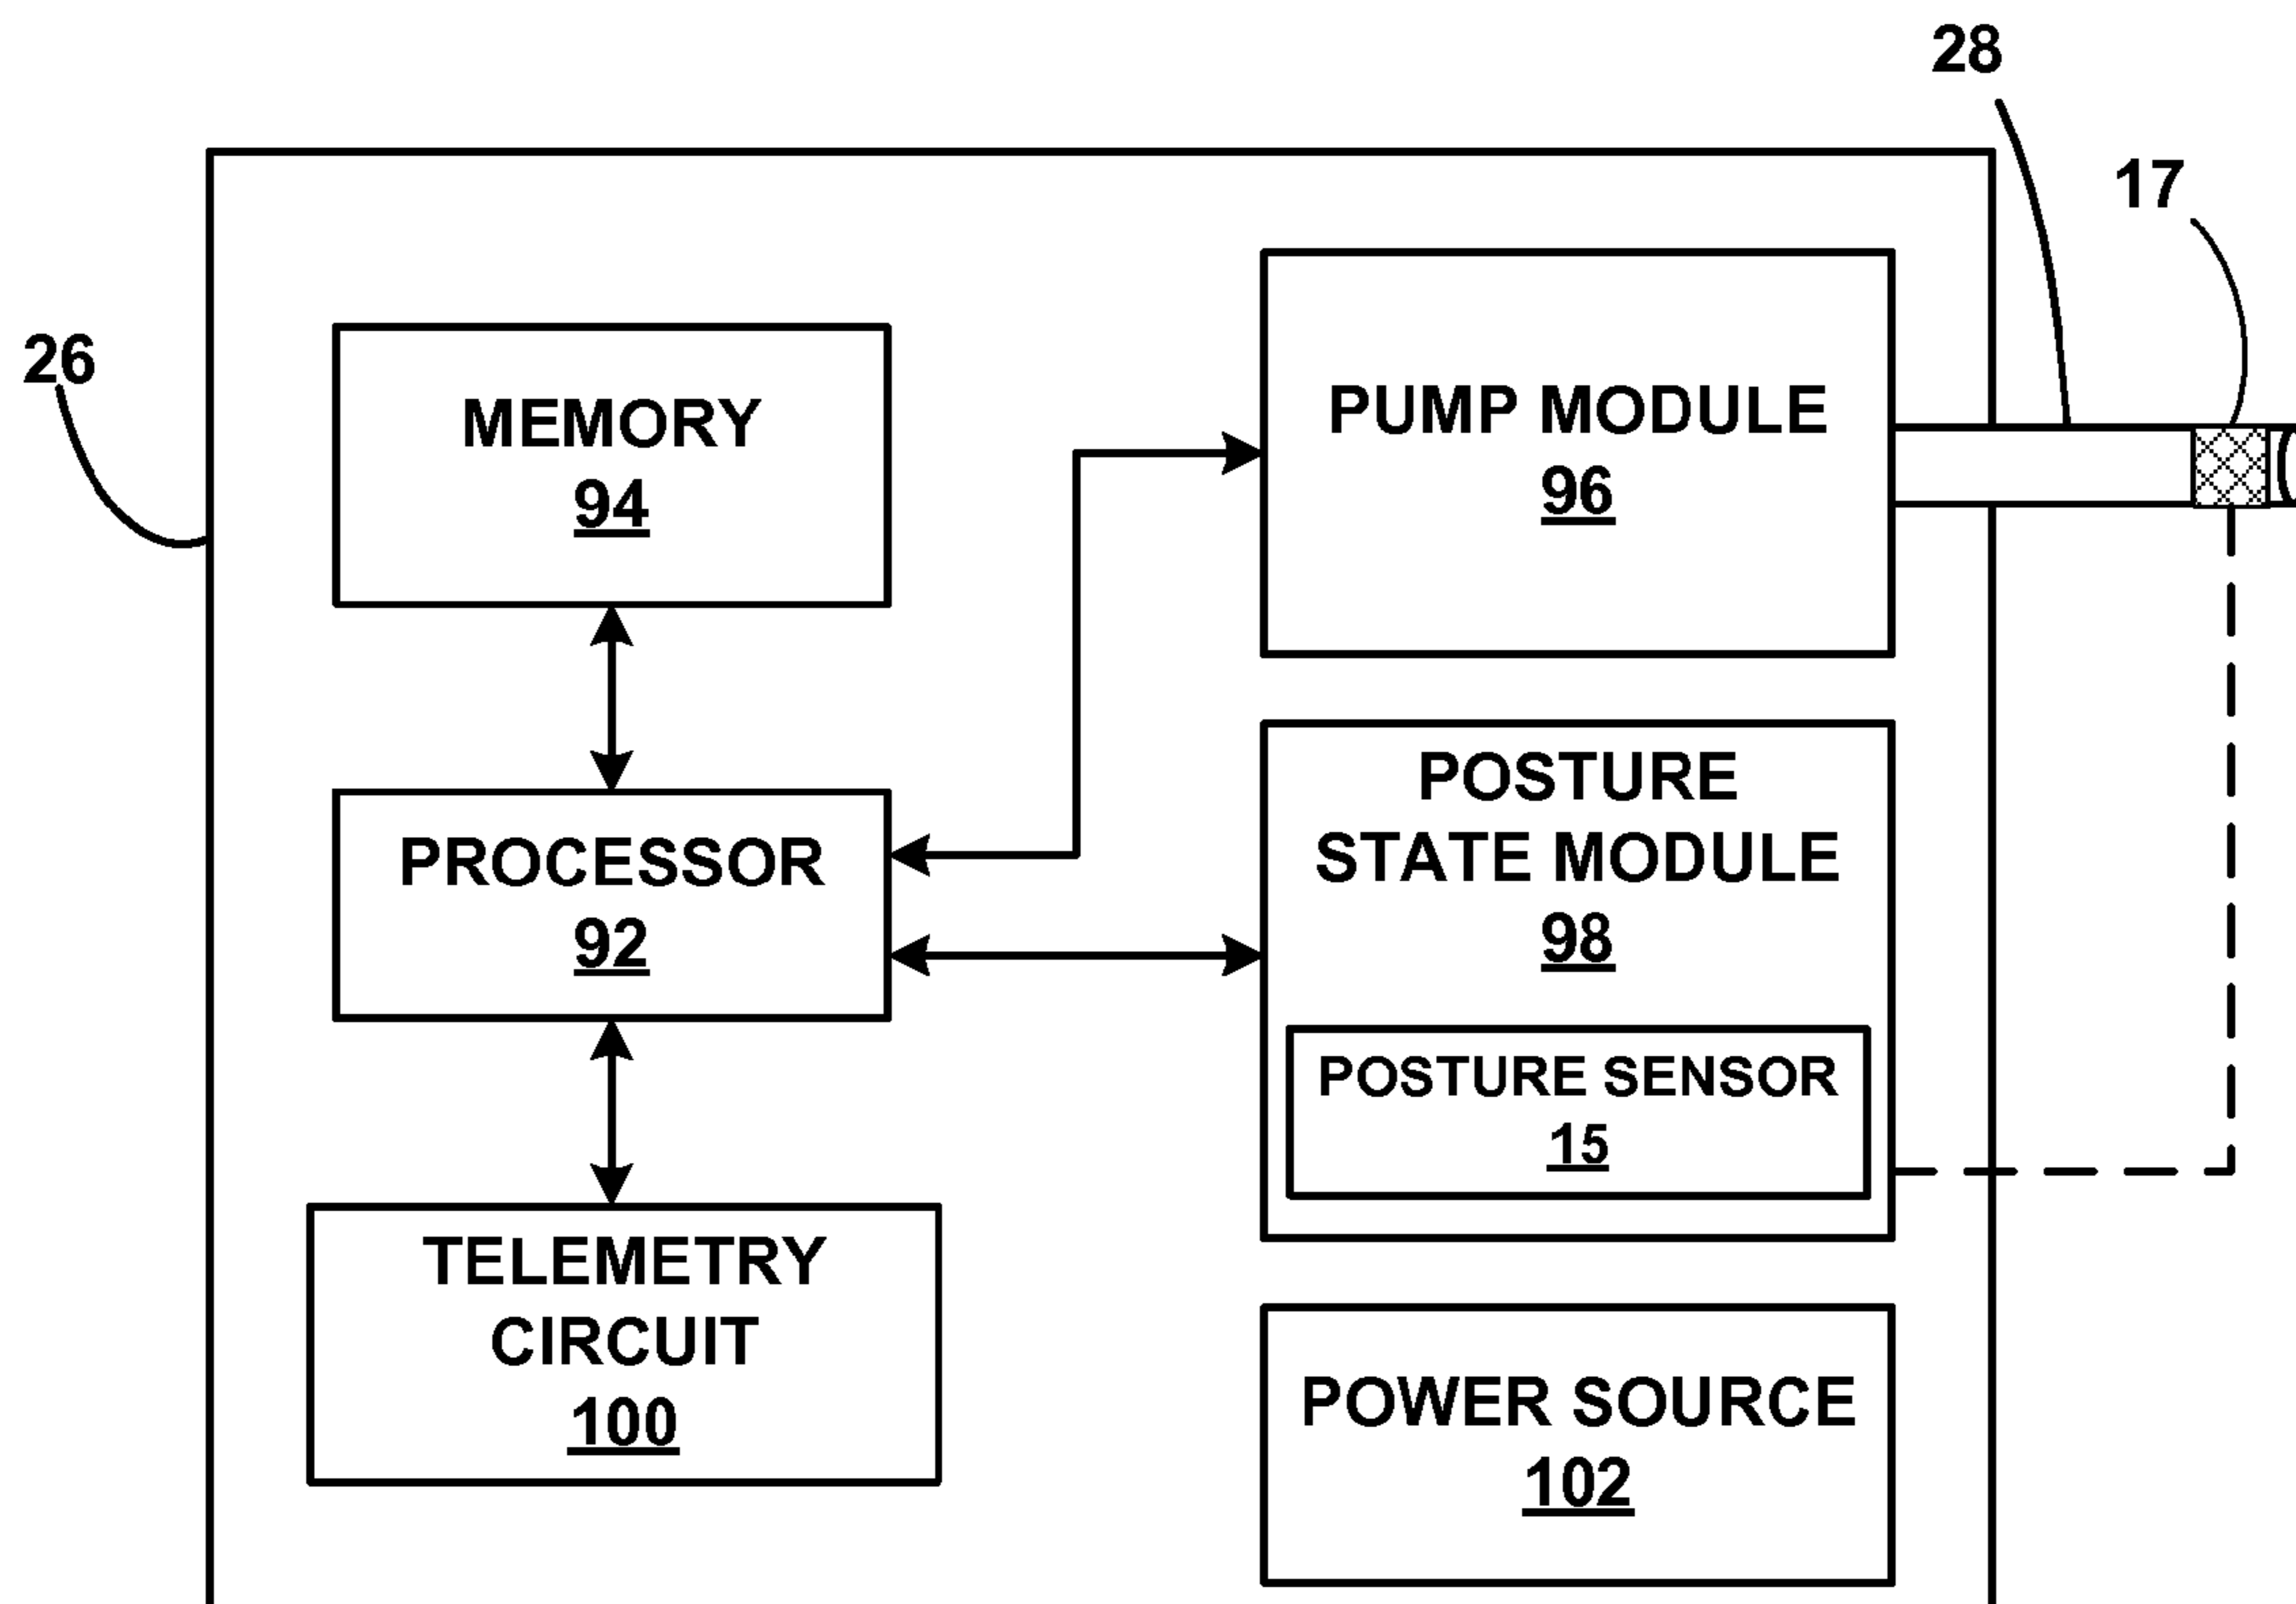 28
17
26
MEMORY
94
PUMP MODULE
96
PROCESSOR
92
POSTURE
STATE MODULE
98
POSTURE SENSOR
15
TELEMETRY
CIRCUIT
100
POWER SOURCE
102